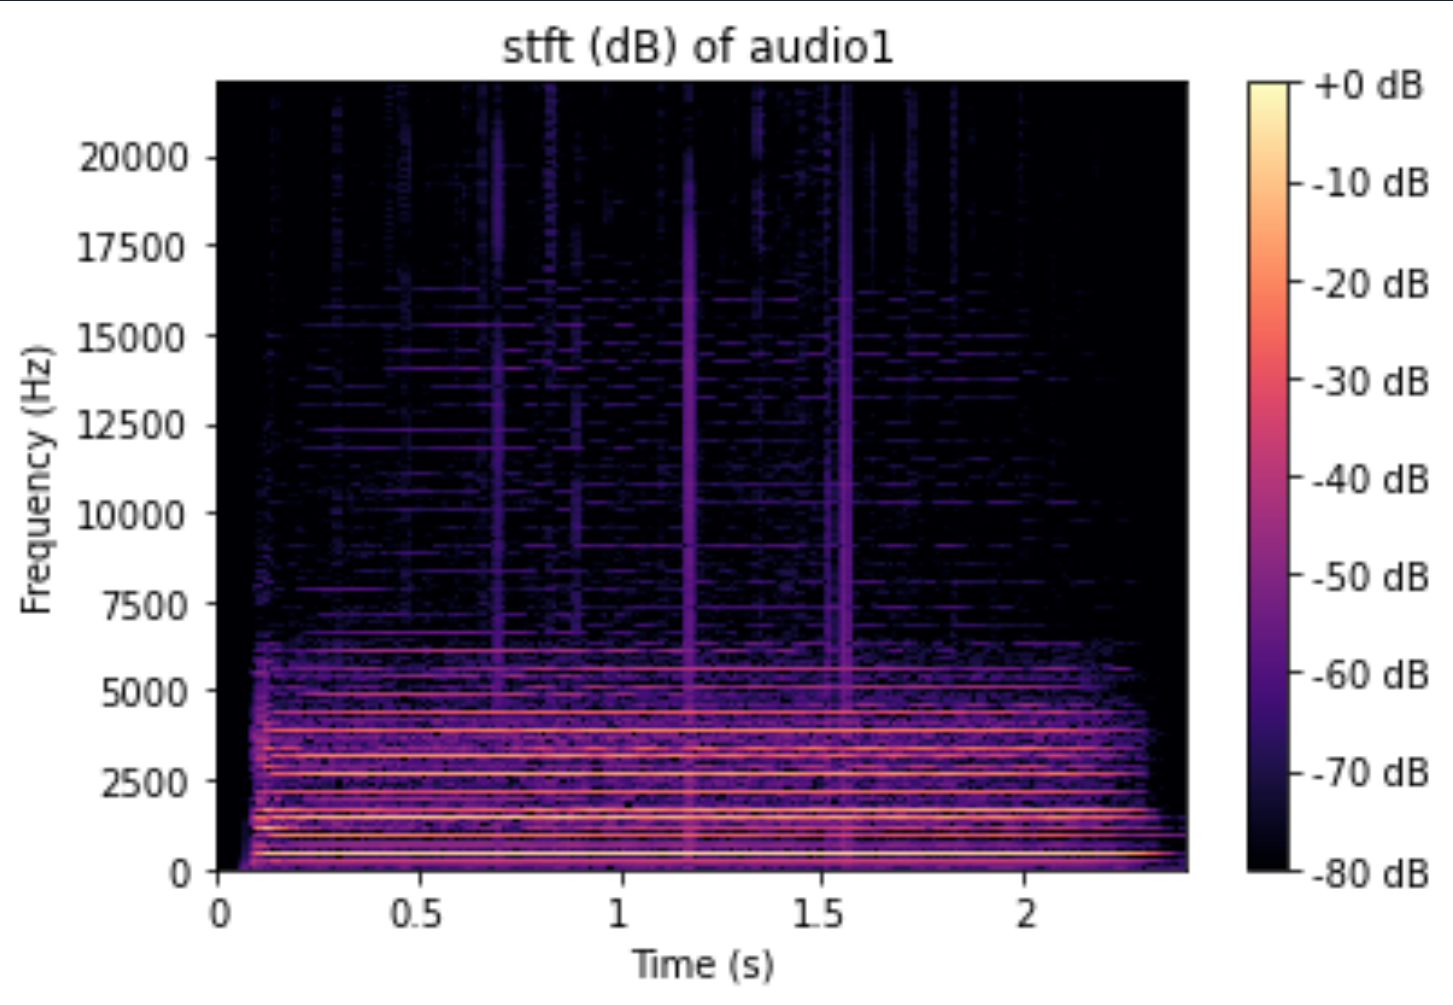 stft (dB) of audio1
Frequency (Hz)
20000
17500
15000
12500
10000
7500
5000
2500
0
0
0.5
1
1.5
2
Time (s)
+0 dB
-10 dB
-20 dB
-30 dB
-40 dB
-50 dB
-60 dB
-70 dB
-80 dB